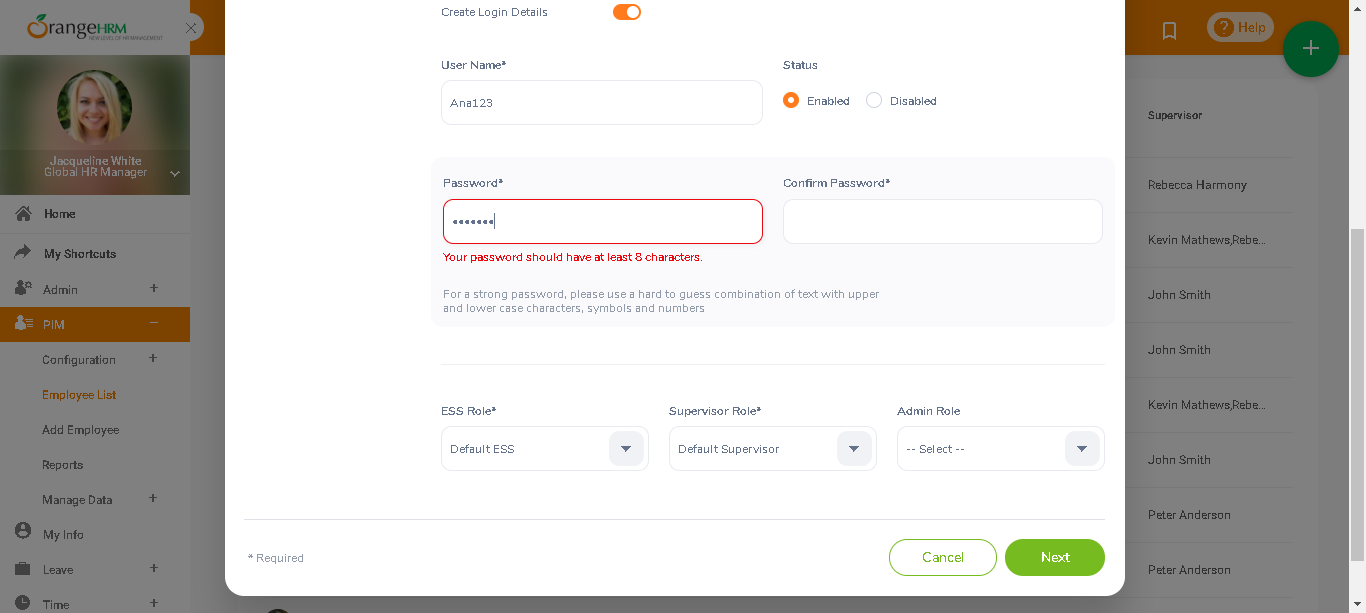 OrangeHRM
NEW LEVEL OF HR MANAGEMENT
Jacqueline White
Global HR Manager
Home
My Shortcuts
Admin
PIM
Configuration
Employee List
Add Employee
Reports
Manage Data
My Info
Leave
Time
Create Login Details
User Name*
Status
Ana123
Enabled
Disabled
Password*
Confirm Password*
•••••••
Your password should have at least 8 characters.
For a strong password, please use a hard to guess combination of text with upper
and lower case characters, symbols and numbers
ESS Role*
Supervisor Role*
Admin Role
Default ESS
Default Supervisor
-- Select --
* Required
Cancel
Next
Help
Supervisor
Rebecca Harmony
Kevin Mathews,Rebe...
John Smith
John Smith
Kevin Mathews,Rebe...
John Smith
Peter Anderson
Peter Anderson